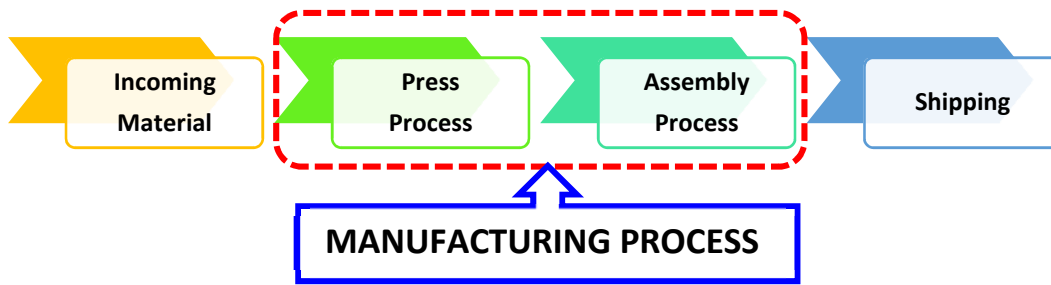 Incoming
Material
Press
Process
Assembly
Process
Shipping
MANUFACTURING PROCESS